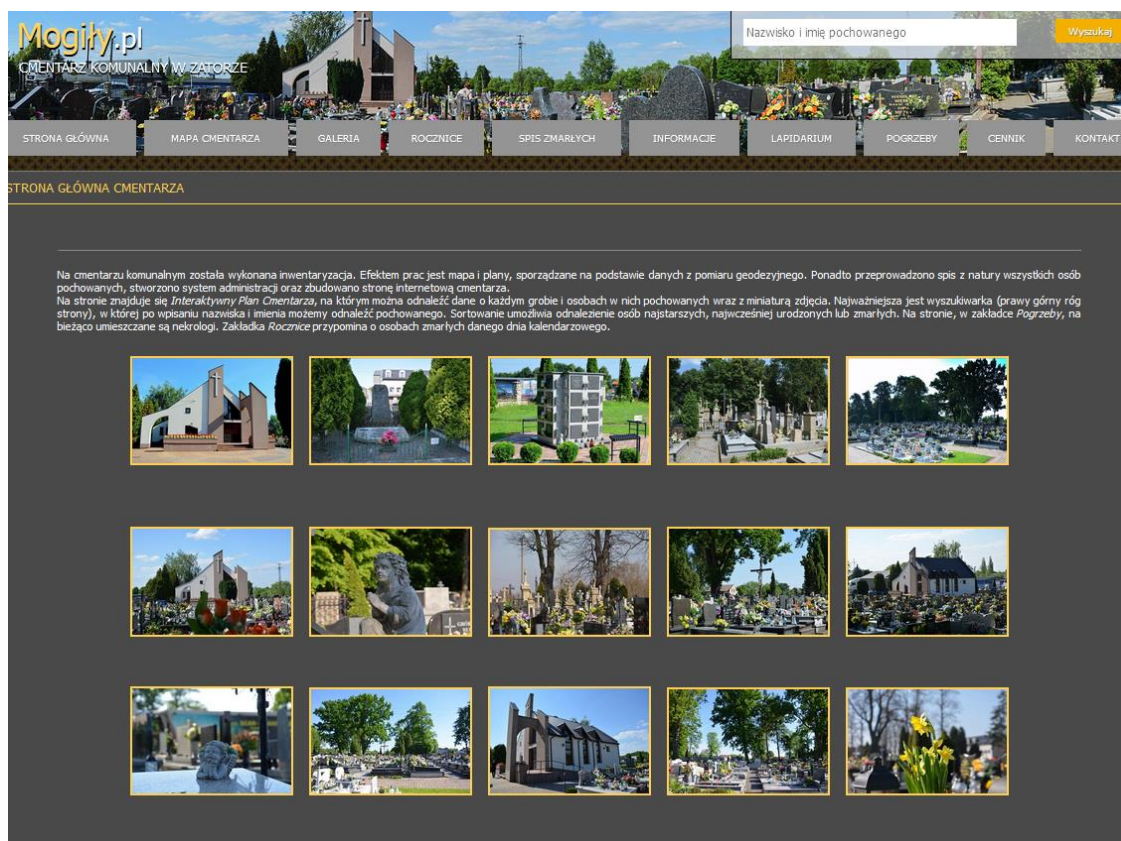 Mogiły.pl
CMENTARZ KOMUNALNY W ZATORZE
Nazwisko i imię pochowanego
Wyszukaj
STRONA GŁÓWNA MAPA CMENTARZA GALERIA ROCZNICE SPIS ZMARŁYCH INFORMACJE LAPIDARIUM POGRZEBY CENNIK KONTAKT
STRONA GŁÓWNA CMENTARZA
Na cmentarzu komunalnym została wykonana inwentaryzacja. Efektem prac jest mapa i plany, sporządzane na podstawie danych z pomiaru geodezyjnego. Ponadto przeprowadzono spis z natury wszystkich osób
pochowanych, stworzono system administracji oraz zbudowano stronę internetową cmentarza.
Na stronie znajduje się Interaktywny Plan Cmentarza, na którym można odnaleźć dane o każdym grobie i osobach w nich pochowanych wraz z miniaturą zdjęcia. Najważniejsza jest wyszukiwarka (prawy górny róg
strony), w której po wpisaniu nazwiska i imienia możemy odnaleźć pochowanego. Sortowanie umożliwia odnalezienie osób najstarszych, najwcześniej urodzonych lub zmarłych. Na stronie, w zakładce Pogrzeby, na
bieżąco umieszczane są nekrologi. Zakładka Rocznice przypomina o osobach zmarłych danego dnia kalendarzowego.